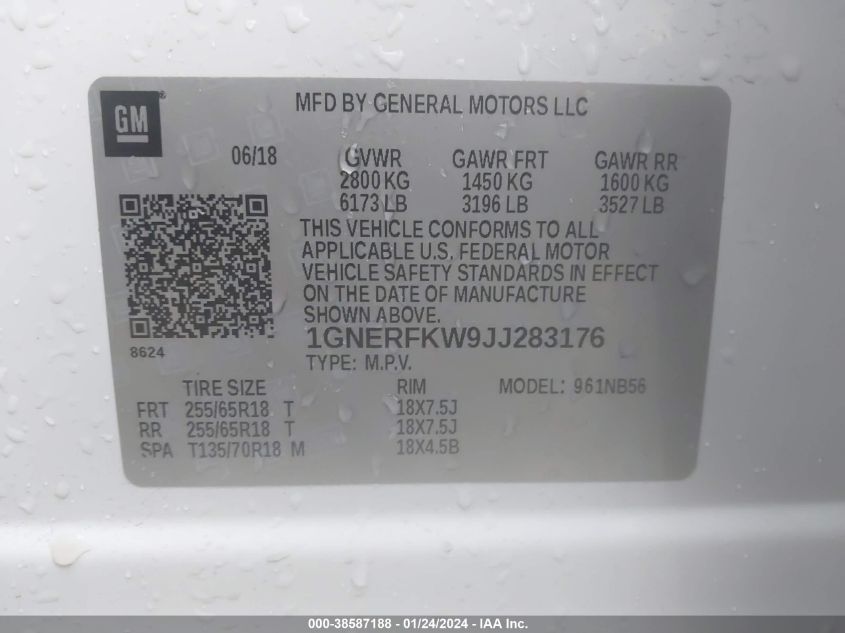 GM ®
MFD BY GENERAL MOTORS LLC
06/18 GVWR GAWR FRT GAWR RR
2800 KG 1450 KG 1600 KG
6173 LB 3196 LB 3527 LB
THIS VEHICLE CONFORMS TO ALL
APPLICABLE U.S. FEDERAL MOTOR
VEHICLE SAFETY STANDARDS IN EFFECT
ON THE DATE OF MANUFACTURE
SHOWN ABOVE.
1GNERFKW9JJ283176
8624
TYPE: M.P.V.
TIRE SIZE RIM MODEL: 961NB56
FRT 255/65R18 T 18X7.5J
RR 255/65R18 T 18X7.5J
SPA T135/70R18 M 18X4.5B
000-38587188 - 01/24/2024 - IAA Inc.